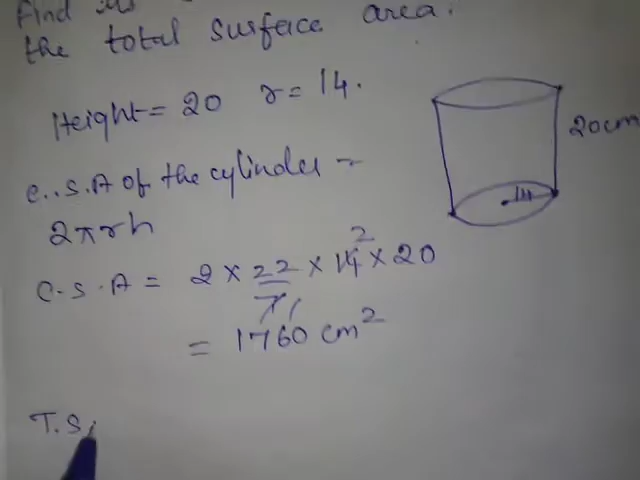 Find
the total surface area.
Height = 20 r = 14.
20cm
C..S.A of the cylinder =
14
2πrh
C.S.A = 2 × 22/7 × 14 2 × 20
= 1760 cm²
T.S.